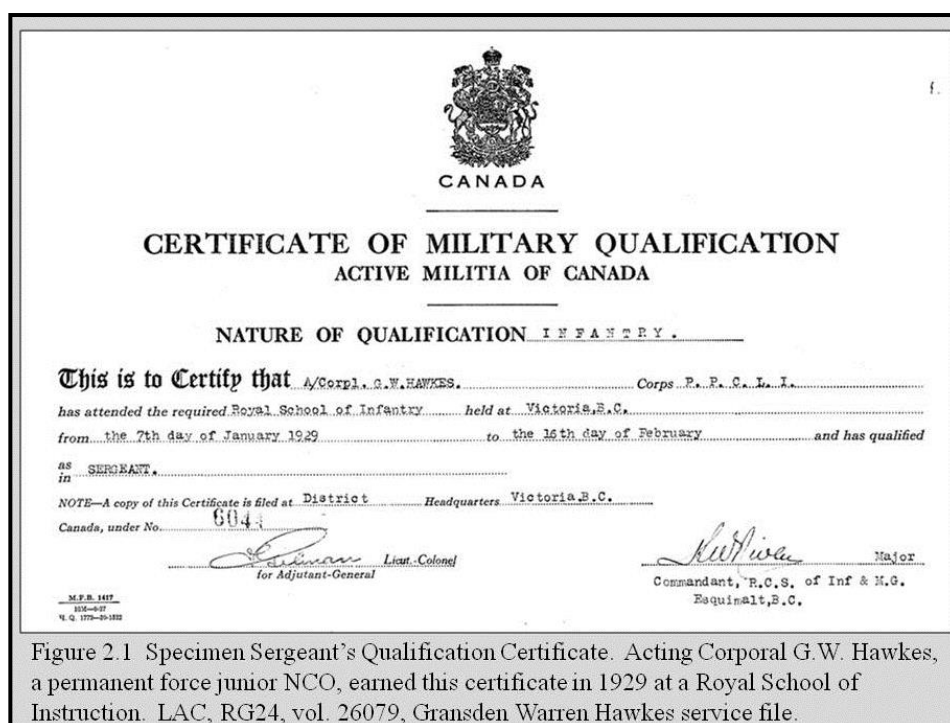 f.
CANADA
CERTIFICATE OF MILITARY QUALIFICATION
ACTIVE MILITIA OF CANADA
NATURE OF QUALIFICATION INFANTRY.
This is to Certify that A/Corpl. G.W.HAWKES. Corps P.P.C.L.I.
has attended the required Royal School of Infantry held at Victoria,B.C.
from the 7th day of January 1929 to the 16th day of February and has qualified
as
in SERGEANT.
NOTE—A copy of this Certificate is filed at District Headquarters Victoria,B.C.
Canada, under No. 6044
Lieut.-Colonel
for Adjutant-General
Major
Commandant, R.C.S. of Inf & M.G.
Esquimalt,B.C.
M.F.B. 1417
H. Q. 1772—39-1822
Figure 2.1 Specimen Sergeant's Qualification Certificate. Acting Corporal G.W. Hawkes,
a permanent force junior NCO, earned this certificate in 1929 at a Royal School of
Instruction. LAC, RG24, vol. 26079, Gransden Warren Hawkes service file.